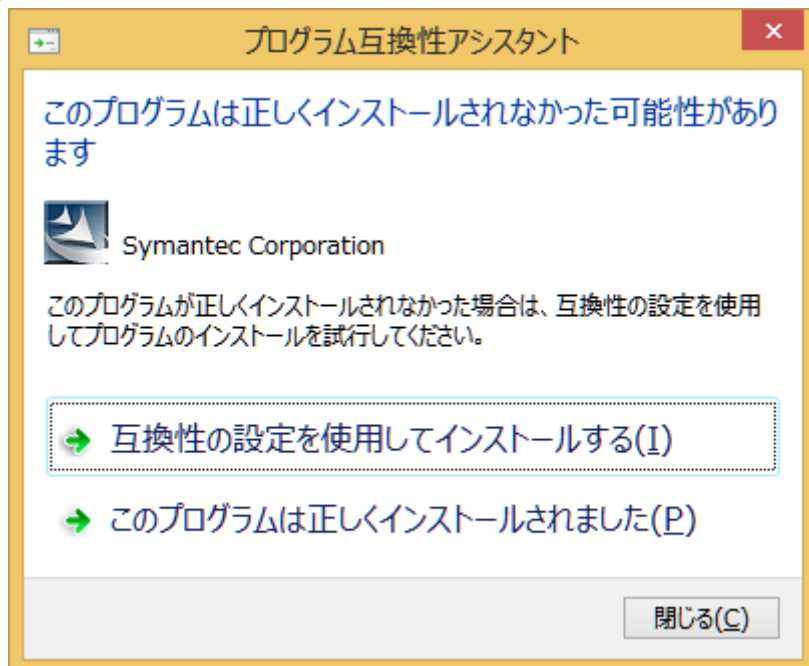 プログラム互換性アシスタント
このプログラムは正しくインストールされなかった可能性があり
ます
Symantec Corporation
このプログラムが正しくインストールされなかった場合は、互換性の設定を使用
してプログラムのインストールを試行してください。
互換性の設定を使用してインストールする(I)
このプログラムは正しくインストールされました(P)
閉じる(C)